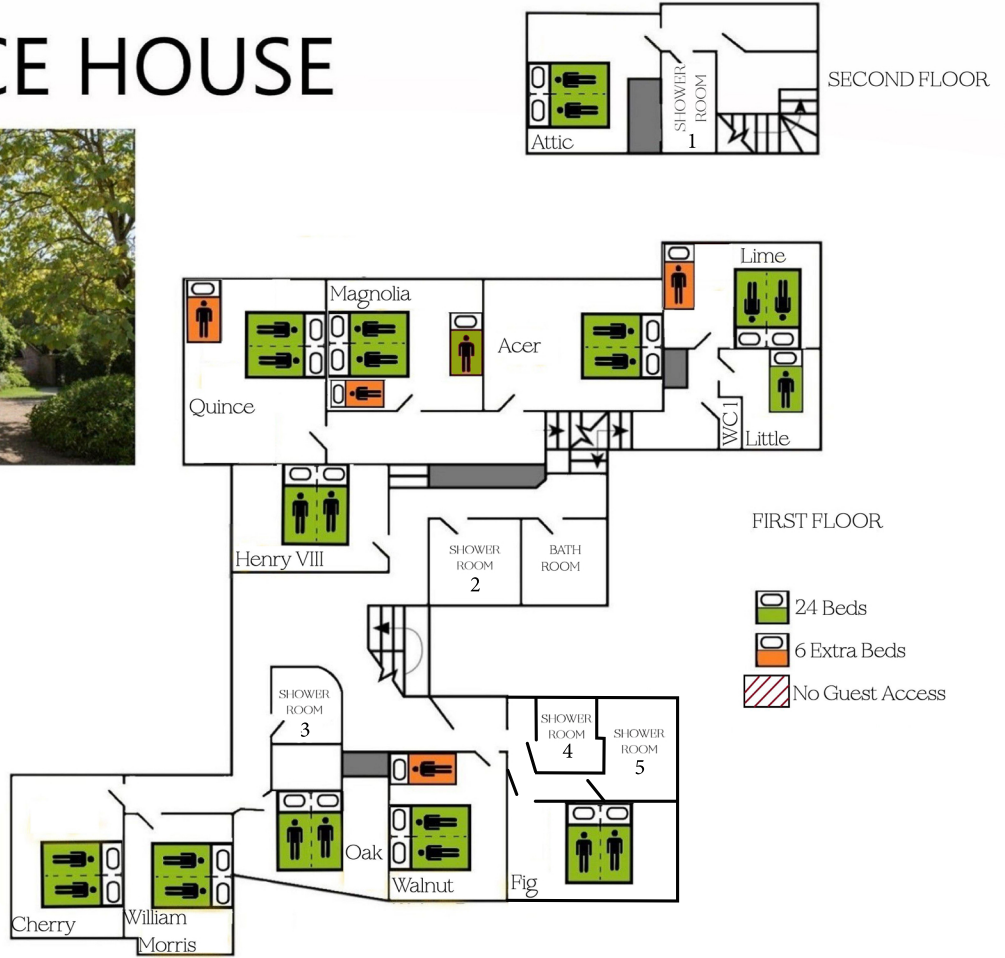 CE HOUSE
SECOND FLOOR
SHOWER
ROOM
1
Attic
Lime
Magnolia
Acer
Quince
WC 1
Little
FIRST FLOOR
Henry VIII
SHOWER
ROOM
2
BATH
ROOM
24 Beds
6 Extra Beds
No Guest Access
SHOWER
ROOM
3
SHOWER
ROOM
4
SHOWER
ROOM
5
Oak
Walnut
Fig
Cherry
William
Morris